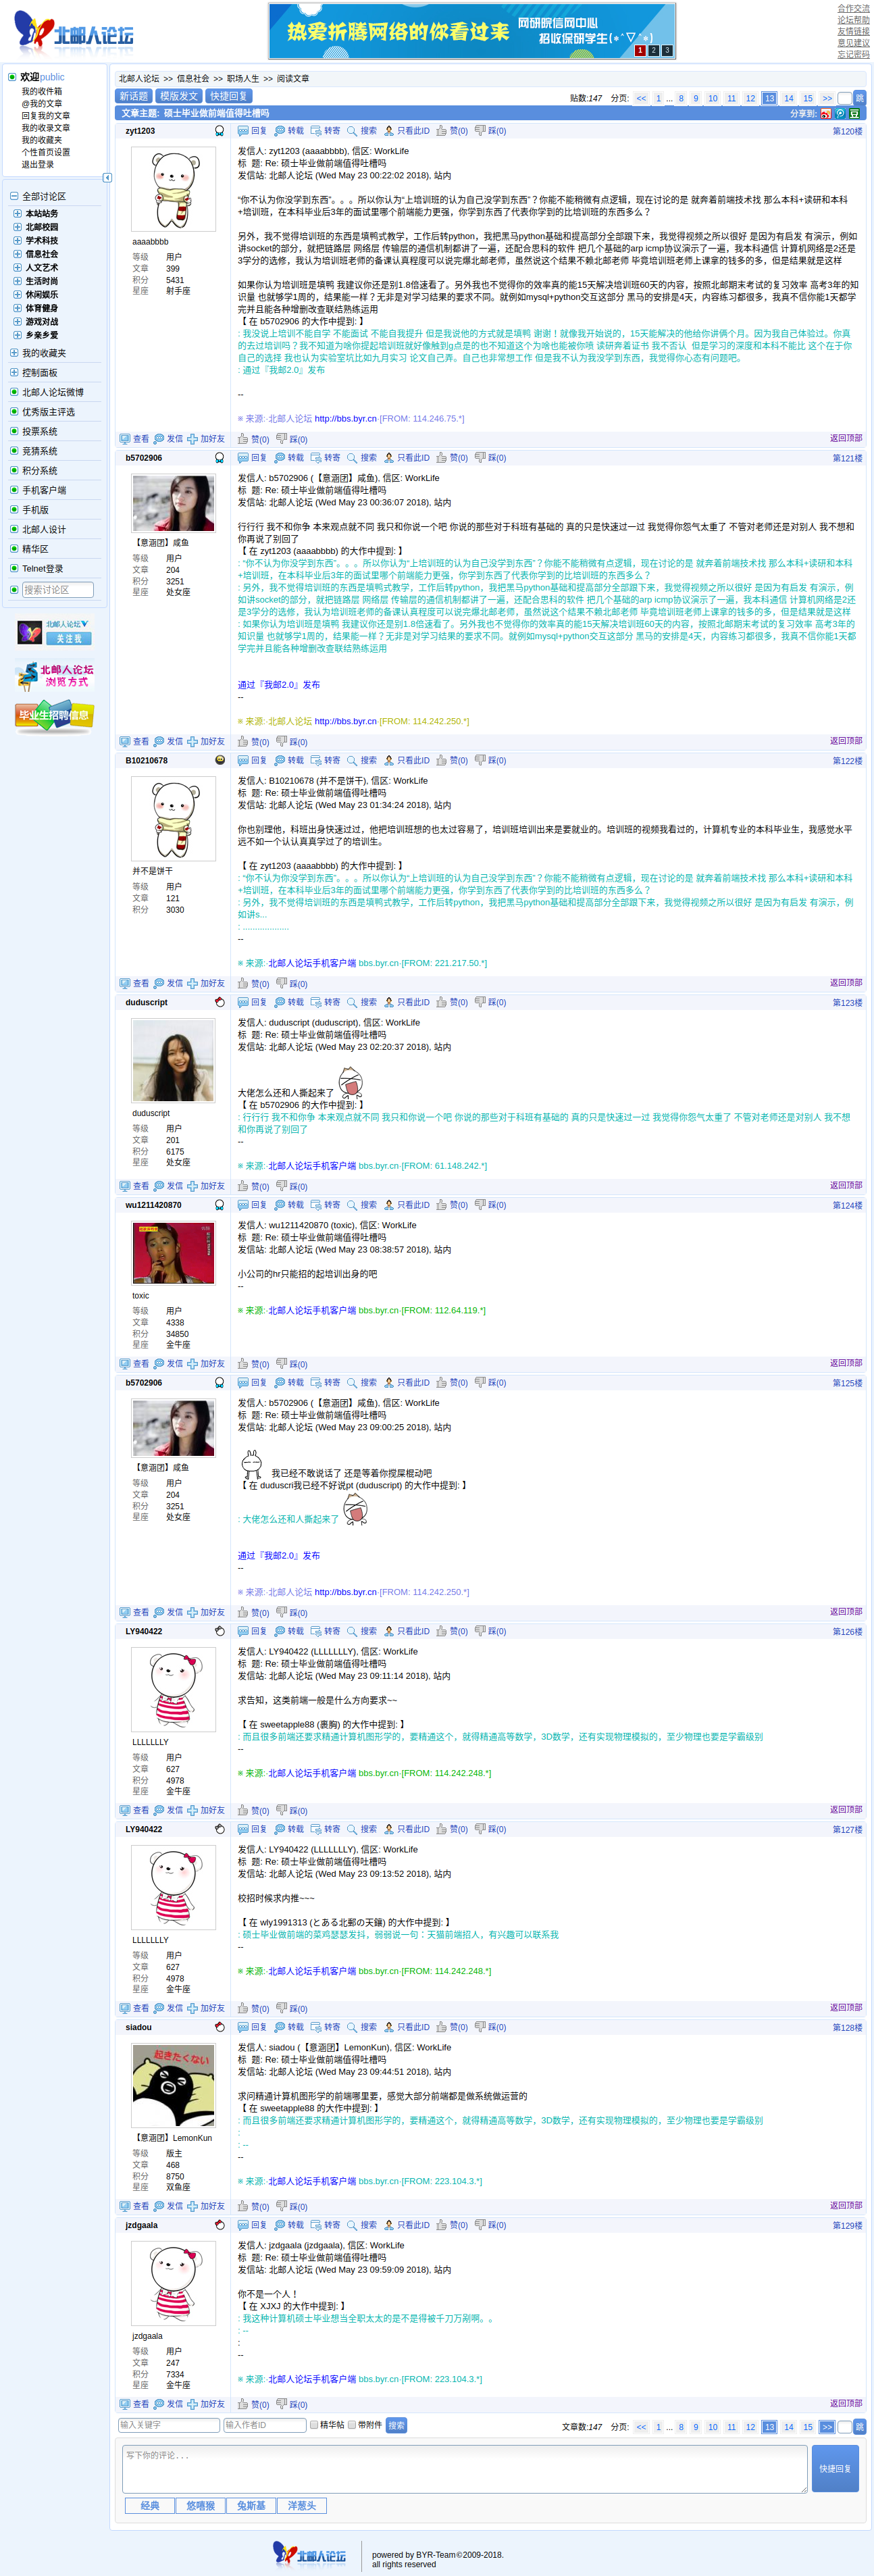 北邮人论坛
热爱折腾网络的你看过来
网研院信网中心
招收保研学生(*^▽^*)
1 2 3
合作交流
论坛帮助
友情链接
意见建议
忘记密码
欢迎public
我的收件箱
@我的文章
回复我的文章
我的收录文章
我的收藏夹
个性首页设置
退出登录
全部讨论区
本站站务
北邮校园
学术科技
信息社会
人文艺术
生活时尚
休闲娱乐
体育健身
游戏对战
乡亲乡爱
我的收藏夹
控制面板
北邮人论坛微博
优秀版主评选
投票系统
竞猜系统
积分系统
手机客户端
手机版
北邮人设计
精华区
Telnet登录
搜索讨论区
北邮人论坛
关注我
北邮人论坛
浏览方式
毕业生招聘信息
北邮人论坛 >> 信息社会 >> 职场人生 >> 阅读文章
新话题 模版发文 快捷回复
贴数:147 分页: << 1 ... 8 9 10 11 12 13 14 15 >> 跳
文章主题: 硕士毕业做前端值得吐槽吗
分享到:
zyt1203
回复 转载 转寄 搜索 只看此ID 赞(0) 踩(0) 第120楼
aaaabbbb
等级 用户
文章 399
积分 5431
星座 射手座
发信人: zyt1203 (aaaabbbb), 信区: WorkLife
标 题: Re: 硕士毕业做前端值得吐槽吗
发信站: 北邮人论坛 (Wed May 23 00:22:02 2018), 站内
“你不认为你没学到东西”。。。所以你认为“上培训班的认为自己没学到东西”？你能不能稍微有点逻辑，现在讨论的是 就奔着前端技术找 那么本科+读研和本科
+培训班，在本科毕业后3年的面试里哪个前端能力更强，你学到东西了代表你学到的比培训班的东西多么？
另外，我不觉得培训班的东西是填鸭式教学，工作后转python，我把黑马python基础和提高部分全部跟下来，我觉得视频之所以很好 是因为有启发 有演示，例如
讲socket的部分，就把链路层 网络层 传输层的通信机制都讲了一遍，还配合思科的软件 把几个基础的arp icmp协议演示了一遍，我本科通信 计算机网络是2还是
3学分的选修，我认为培训班老师的备课认真程度可以说完爆北邮老师，虽然说这个结果不赖北邮老师 毕竟培训班老师上课拿的钱多的多，但是结果就是这样
如果你认为培训班是填鸭 我建议你还是别1.8倍速看了。另外我也不觉得你的效率真的能15天解决培训班60天的内容，按照北邮期末考试的复习效率 高考3年的知
识量 也就够学1周的，结果能一样？无非是对学习结果的要求不同。就例如mysql+python交互这部分 黑马的安排是4天，内容练习都很多，我真不信你能1天都学
完并且能各种增删改查联结熟练运用
【 在 b5702906 的大作中提到: 】
: 我没说上培训不能自学 不能面试 不能自我提升 但是我说他的方式就是填鸭 谢谢！就像我开始说的，15天能解决的他给你讲俩个月。因为我自己体验过。你真
的去过培训吗？我不知道为啥你提起培训班就好像触到g点是的也不知道这个为啥也能被你喷 读研奔着证书 我不否认 但是学习的深度和本科不能比 这个在于你
自己的选择 我也认为实验室坑比如九月实习 论文自己弄。自己也非常想工作 但是我不认为我没学到东西，我觉得你心态有问题吧。
: 通过『我邮2.0』发布
--
※ 来源:·北邮人论坛 http://bbs.byr.cn·[FROM: 114.246.75.*]
查看 发信 加好友 赞(0) 踩(0) 返回顶部
b5702906
回复 转载 转寄 搜索 只看此ID 赞(0) 踩(0) 第121楼
【意涵团】咸鱼
等级 用户
文章 204
积分 3251
星座 处女座
发信人: b5702906 (【意涵团】咸鱼), 信区: WorkLife
标 题: Re: 硕士毕业做前端值得吐槽吗
发信站: 北邮人论坛 (Wed May 23 00:36:07 2018), 站内
行行行 我不和你争 本来观点就不同 我只和你说一个吧 你说的那些对于科班有基础的 真的只是快速过一过 我觉得你怨气太重了 不管对老师还是对别人 我不想和
你再说了别回了
【 在 zyt1203 (aaaabbbb) 的大作中提到: 】
: “你不认为你没学到东西”。。。所以你认为“上培训班的认为自己没学到东西”？你能不能稍微有点逻辑，现在讨论的是 就奔着前端技术找 那么本科+读研和本科
+培训班，在本科毕业后3年的面试里哪个前端能力更强，你学到东西了代表你学到的比培训班的东西多么？
: 另外，我不觉得培训班的东西是填鸭式教学，工作后转python，我把黑马python基础和提高部分全部跟下来，我觉得视频之所以很好 是因为有启发 有演示，例
如讲socket的部分，就把链路层 网络层 传输层的通信机制都讲了一遍，还配合思科的软件 把几个基础的arp icmp协议演示了一遍，我本科通信 计算机网络是2还
是3学分的选修，我认为培训班老师的备课认真程度可以说完爆北邮老师，虽然说这个结果不赖北邮老师 毕竟培训班老师上课拿的钱多的多，但是结果就是这样
: 如果你认为培训班是填鸭 我建议你还是别1.8倍速看了。另外我也不觉得你的效率真的能15天解决培训班60天的内容，按照北邮期末考试的复习效率 高考3年的
知识量 也就够学1周的，结果能一样？无非是对学习结果的要求不同。就例如mysql+python交互这部分 黑马的安排是4天，内容练习都很多，我真不信你能1天都
学完并且能各种增删改查联结熟练运用
通过『我邮2.0』发布
--
※ 来源:·北邮人论坛 http://bbs.byr.cn·[FROM: 114.242.250.*]
查看 发信 加好友 赞(0) 踩(0) 返回顶部
B10210678
回复 转载 转寄 搜索 只看此ID 赞(0) 踩(0) 第122楼
并不是饼干
等级 用户
文章 121
积分 3030
发信人: B10210678 (并不是饼干), 信区: WorkLife
标 题: Re: 硕士毕业做前端值得吐槽吗
发信站: 北邮人论坛 (Wed May 23 01:34:24 2018), 站内
你也别理他，科班出身快速过过，他把培训班想的也太过容易了，培训班培训出来是要就业的。培训班的视频我看过的，计算机专业的本科毕业生，我感觉水平
远不如一个认认真真学过了的培训生。
【 在 zyt1203 (aaaabbbb) 的大作中提到: 】
: “你不认为你没学到东西”。。。所以你认为“上培训班的认为自己没学到东西”？你能不能稍微有点逻辑，现在讨论的是 就奔着前端技术找 那么本科+读研和本科
+培训班，在本科毕业后3年的面试里哪个前端能力更强，你学到东西了代表你学到的比培训班的东西多么？
: 另外，我不觉得培训班的东西是填鸭式教学，工作后转python，我把黑马python基础和提高部分全部跟下来，我觉得视频之所以很好 是因为有启发 有演示，例
如讲s...
: ...................
--
※ 来源:·北邮人论坛手机客户端 bbs.byr.cn·[FROM: 221.217.50.*]
查看 发信 加好友 赞(0) 踩(0) 返回顶部
duduscript
回复 转载 转寄 搜索 只看此ID 赞(0) 踩(0) 第123楼
duduscript
等级 用户
文章 201
积分 6175
星座 处女座
发信人: duduscript (duduscript), 信区: WorkLife
标 题: Re: 硕士毕业做前端值得吐槽吗
发信站: 北邮人论坛 (Wed May 23 02:20:37 2018), 站内
大佬怎么还和人撕起来了
【 在 b5702906 的大作中提到: 】
: 行行行 我不和你争 本来观点就不同 我只和你说一个吧 你说的那些对于科班有基础的 真的只是快速过一过 我觉得你怨气太重了 不管对老师还是对别人 我不想
和你再说了别回了
--
※ 来源:·北邮人论坛手机客户端 bbs.byr.cn·[FROM: 61.148.242.*]
查看 发信 加好友 赞(0) 踩(0) 返回顶部
wu1211420870
回复 转载 转寄 搜索 只看此ID 赞(0) 踩(0) 第124楼
toxic
等级 用户
文章 4338
积分 34850
星座 金牛座
发信人: wu1211420870 (toxic), 信区: WorkLife
标 题: Re: 硕士毕业做前端值得吐槽吗
发信站: 北邮人论坛 (Wed May 23 08:38:57 2018), 站内
小公司的hr只能招的起培训出身的吧
--
※ 来源:·北邮人论坛手机客户端 bbs.byr.cn·[FROM: 112.64.119.*]
查看 发信 加好友 赞(0) 踩(0) 返回顶部
b5702906
回复 转载 转寄 搜索 只看此ID 赞(0) 踩(0) 第125楼
【意涵团】咸鱼
等级 用户
文章 204
积分 3251
星座 处女座
发信人: b5702906 (【意涵团】咸鱼), 信区: WorkLife
标 题: Re: 硕士毕业做前端值得吐槽吗
发信站: 北邮人论坛 (Wed May 23 09:00:25 2018), 站内
我已经不敢说话了 还是等着你搅屎棍动吧
【 在 duduscri我已经不好说pt (duduscript) 的大作中提到: 】
: 大佬怎么还和人撕起来了
通过『我邮2.0』发布
--
※ 来源:·北邮人论坛 http://bbs.byr.cn·[FROM: 114.242.250.*]
查看 发信 加好友 赞(0) 踩(0) 返回顶部
LY940422
回复 转载 转寄 搜索 只看此ID 赞(0) 踩(0) 第126楼
LLLLLLLY
等级 用户
文章 627
积分 4978
星座 金牛座
发信人: LY940422 (LLLLLLLY), 信区: WorkLife
标 题: Re: 硕士毕业做前端值得吐槽吗
发信站: 北邮人论坛 (Wed May 23 09:11:14 2018), 站内
求告知，这类前端一般是什么方向要求~~
【 在 sweetapple88 (裹胸) 的大作中提到: 】
: 而且很多前端还要求精通计算机图形学的，要精通这个，就得精通高等数学，3D数学，还有实现物理模拟的，至少物理也要是学霸级别
--
※ 来源:·北邮人论坛手机客户端 bbs.byr.cn·[FROM: 114.242.248.*]
查看 发信 加好友 赞(0) 踩(0) 返回顶部
LY940422
回复 转载 转寄 搜索 只看此ID 赞(0) 踩(0) 第127楼
LLLLLLLY
等级 用户
文章 627
积分 4978
星座 金牛座
发信人: LY940422 (LLLLLLLY), 信区: WorkLife
标 题: Re: 硕士毕业做前端值得吐槽吗
发信站: 北邮人论坛 (Wed May 23 09:13:52 2018), 站内
校招时候求内推~~~
【 在 wly1991313 (とある北郵の天鑲) 的大作中提到: 】
: 硕士毕业做前端的菜鸡瑟瑟发抖，弱弱说一句：天猫前端招人，有兴趣可以联系我
--
※ 来源:·北邮人论坛手机客户端 bbs.byr.cn·[FROM: 114.242.248.*]
查看 发信 加好友 赞(0) 踩(0) 返回顶部
siadou
回复 转载 转寄 搜索 只看此ID 赞(0) 踩(0) 第128楼
起きたくない
【意涵团】LemonKun
等级 版主
文章 468
积分 8750
星座 双鱼座
发信人: siadou (【意涵团】LemonKun), 信区: WorkLife
标 题: Re: 硕士毕业做前端值得吐槽吗
发信站: 北邮人论坛 (Wed May 23 09:44:51 2018), 站内
求问精通计算机图形学的前端哪里要，感觉大部分前端都是做系统做运营的
【 在 sweetapple88 的大作中提到: 】
: 而且很多前端还要求精通计算机图形学的，要精通这个，就得精通高等数学，3D数学，还有实现物理模拟的，至少物理也要是学霸级别
:
: --
--
※ 来源:·北邮人论坛手机客户端 bbs.byr.cn·[FROM: 223.104.3.*]
查看 发信 加好友 赞(0) 踩(0) 返回顶部
jzdgaala
回复 转载 转寄 搜索 只看此ID 赞(0) 踩(0) 第129楼
jzdgaala
等级 用户
文章 247
积分 7334
星座 金牛座
发信人: jzdgaala (jzdgaala), 信区: WorkLife
标 题: Re: 硕士毕业做前端值得吐槽吗
发信站: 北邮人论坛 (Wed May 23 09:59:09 2018), 站内
你不是一个人！
【 在 XJXJ 的大作中提到: 】
: 我这种计算机硕士毕业想当全职太太的是不是得被千刀万剐啊。。
: --
:
--
※ 来源:·北邮人论坛手机客户端 bbs.byr.cn·[FROM: 223.104.3.*]
查看 发信 加好友 赞(0) 踩(0) 返回顶部
输入关键字 输入作者ID 精华帖 带附件 搜索
文章数:147 分页: << 1 ... 8 9 10 11 12 13 14 15 >> 跳
写下你的评论...
快捷回复
经典 悠嘻猴 兔斯基 洋葱头
北邮人论坛
powered by BYR-Team©2009-2018.
all rights reserved